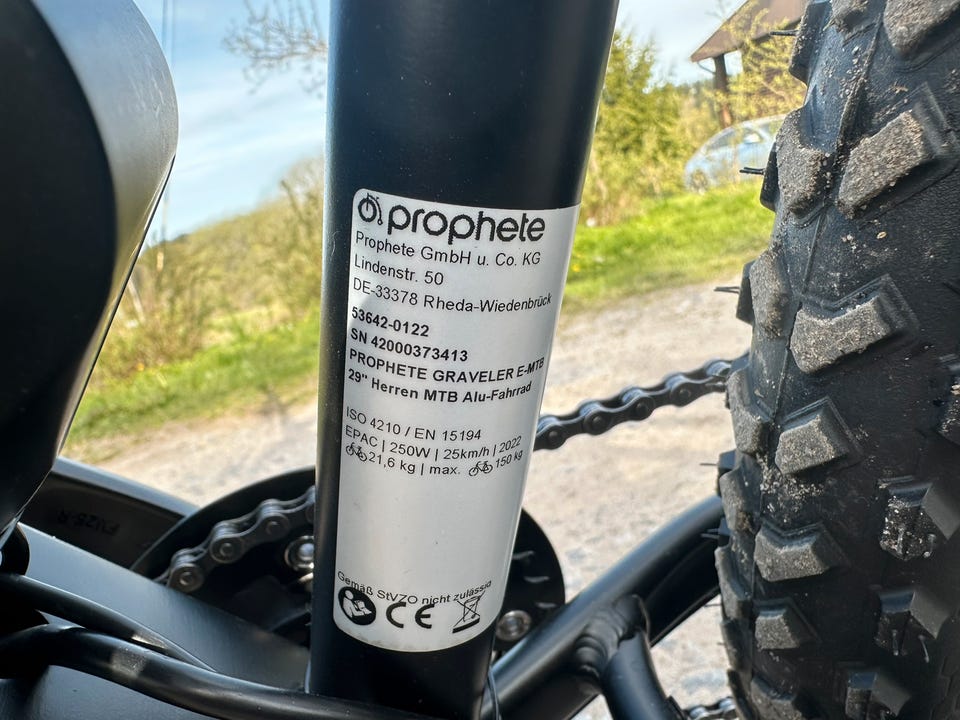 prophete
Prophete GmbH u. Co. KG
Lindenstr. 50
DE-33378 Rheda-Wiedenbrück
53642-0122
SN 42000373413
PROPHETE GRAVELER E-MTB
29" Herren MTB Alu-Fahrrad
ISO 4210 / EN 15194
EPAC | 250W | 25km/h | 2022
21,6 kg | max. 150 kg
Gemäß StVZO nicht zulässig
CE